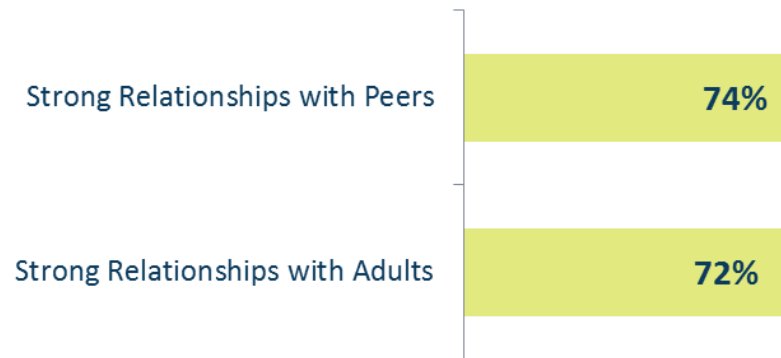 Strong Relationships with Peers 74%
Strong Relationships with Adults 72%